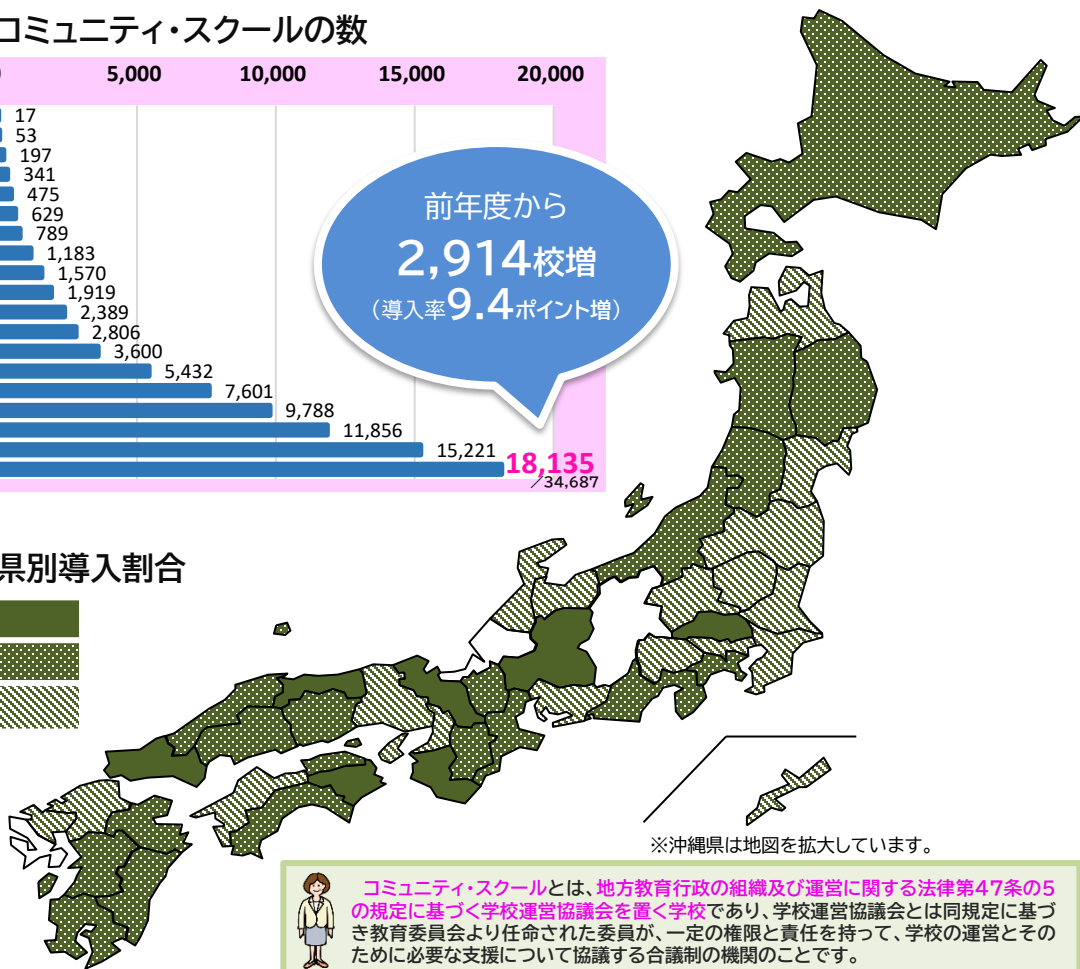 コミュニティ・スクールの数
5,000 10,000 15,000 20,000
17
53
197
341
475
629
789
1,183
1,570
1,919
2,389
2,806
3,600
5,432
7,601
9,788
11,856
15,221
18,135
/34,687
前年度から
2,914校増
(導入率9.4ポイント増)
県別導入割合
※沖縄県は地図を拡大しています。
コミュニティ・スクールとは、地方教育行政の組織及び運営に関する法律第47条の5
の規定に基づく学校運営協議会を置く学校であり、学校運営協議会とは同規定に基づ
き教育委員会より任命された委員が、一定の権限と責任を持って、学校の運営とその
ために必要な支援について協議する合議制の機関のことです。